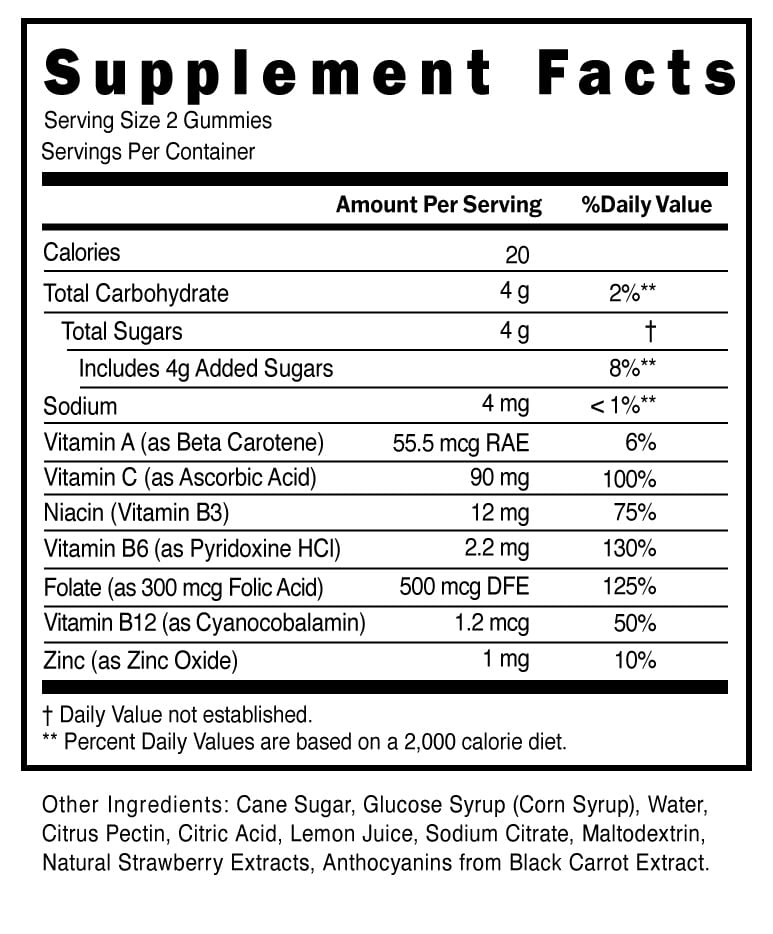 Supplement Facts
Serving Size 2 Gummies
Servings Per Container
Amount Per Serving %Daily Value
Calories 20
Total Carbohydrate 4 g 2%**
Total Sugars 4 g †
Includes 4g Added Sugars 8%**
Sodium 4 mg < 1%**
Vitamin A (as Beta Carotene) 55.5 mcg RAE 6%
Vitamin C (as Ascorbic Acid) 90 mg 100%
Niacin (Vitamin B3) 12 mg 75%
Vitamin B6 (as Pyridoxine HCl) 2.2 mg 130%
Folate (as 300 mcg Folic Acid) 500 mcg DFE 125%
Vitamin B12 (as Cyanocobalamin) 1.2 mcg 50%
Zinc (as Zinc Oxide) 1 mg 10%
† Daily Value not established.
** Percent Daily Values are based on a 2,000 calorie diet.
Other Ingredients: Cane Sugar, Glucose Syrup (Corn Syrup), Water,
Citrus Pectin, Citric Acid, Lemon Juice, Sodium Citrate, Maltodextrin,
Natural Strawberry Extracts, Anthocyanins from Black Carrot Extract.